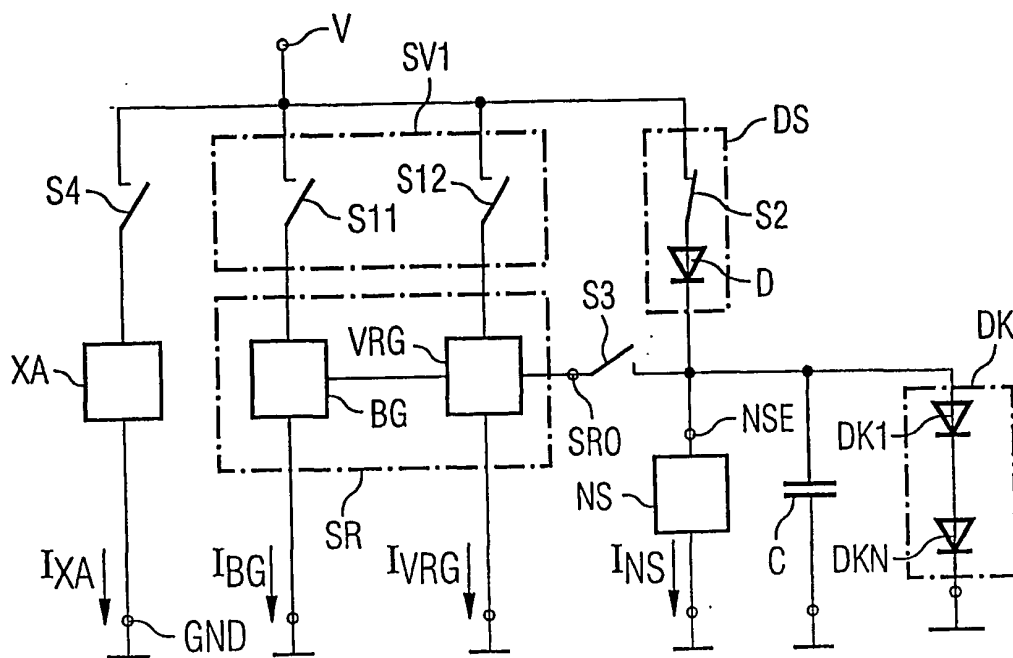 V
SV1
DS
S4
S11
S12
S2
D
S3
DK
XA
VRG
BG
SRO
NSE
DK1
NS
SR
C
DKN
IXA
IBG
IVRG
INS
GND